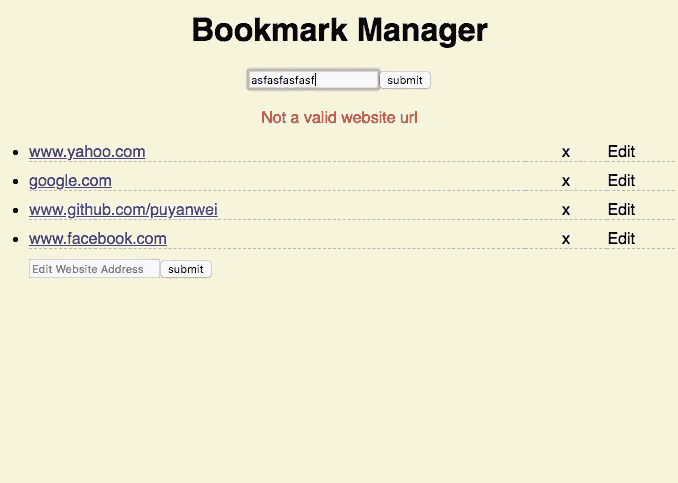 Bookmark Manager
asfasfasfasf submit
Not a valid website url
www.yahoo.com x Edit
google.com x Edit
www.github.com/puyanwei x Edit
www.facebook.com x Edit
Edit Website Address submit